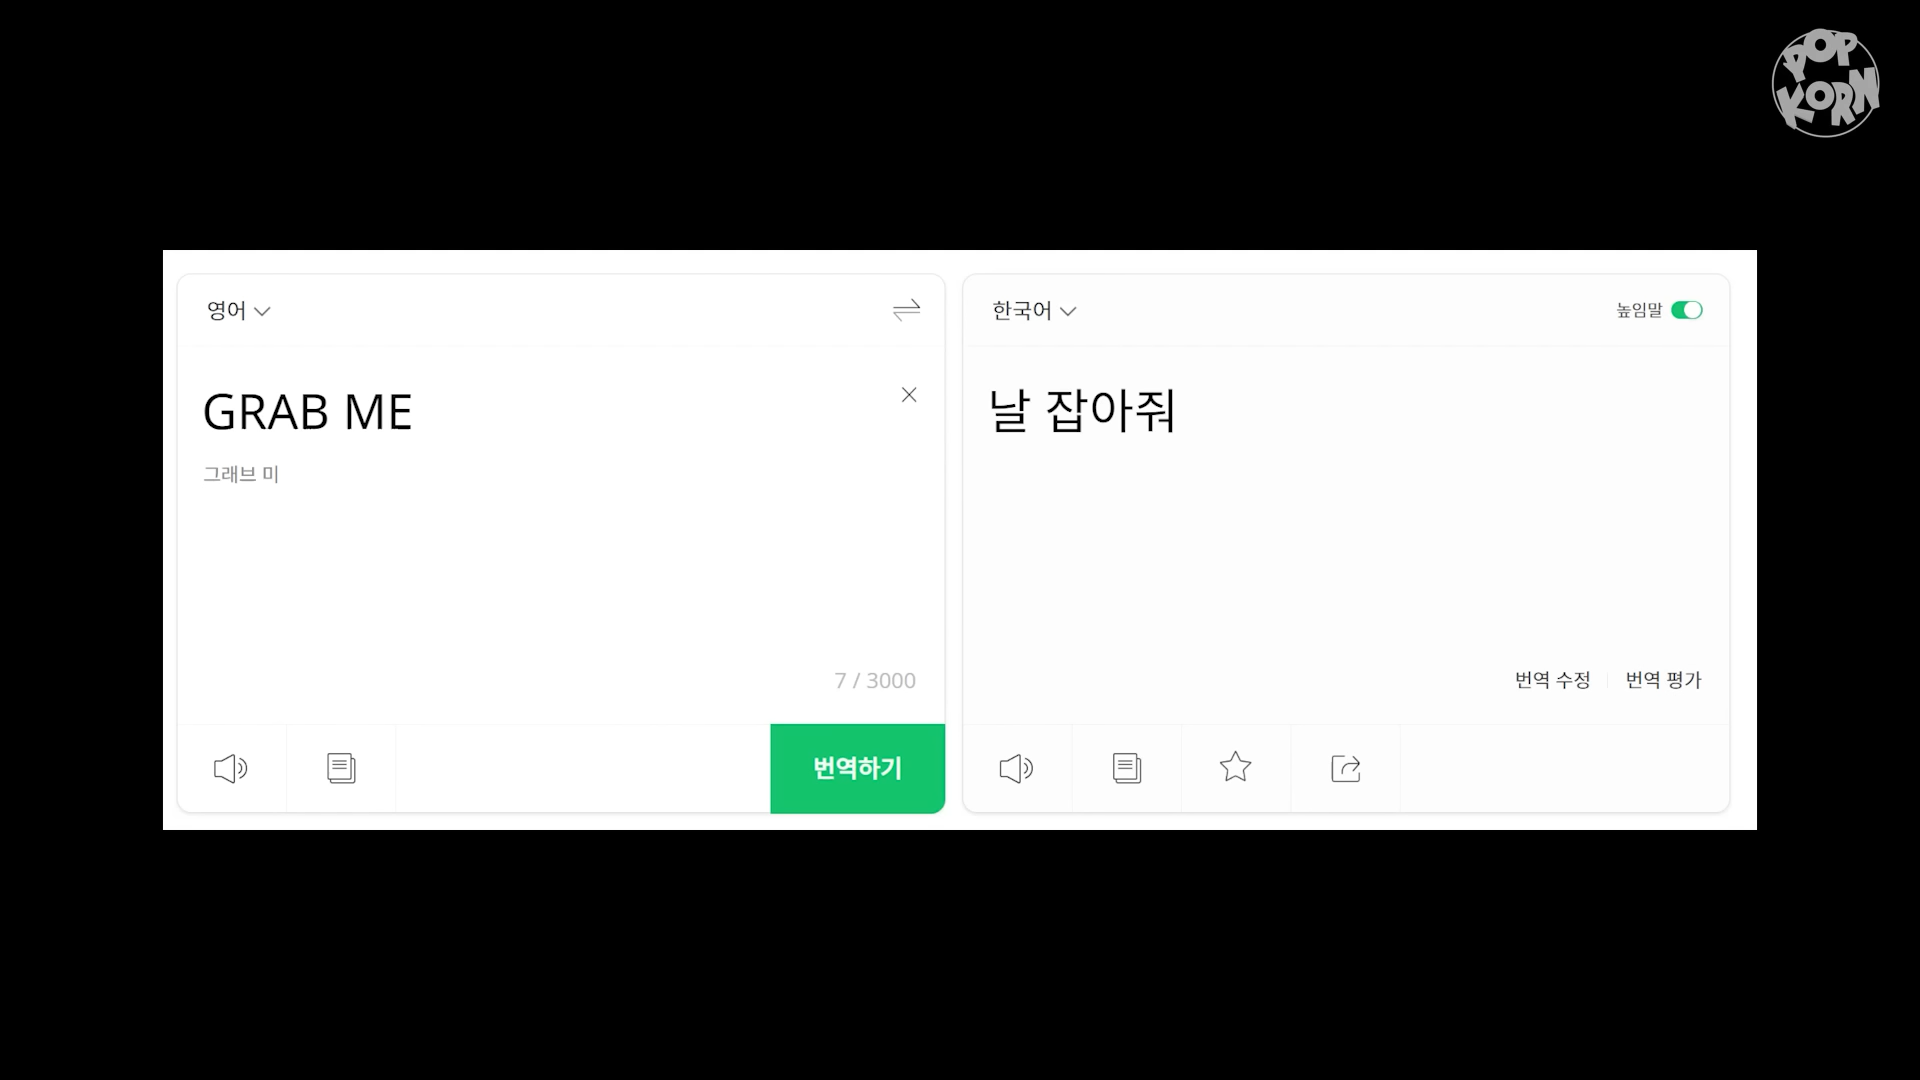 POP
KORN
영어
한국어
높임말
GRAB ME
그래브 미
날 잡아줘
7 / 3000
번역 수정
번역 평가
번역하기